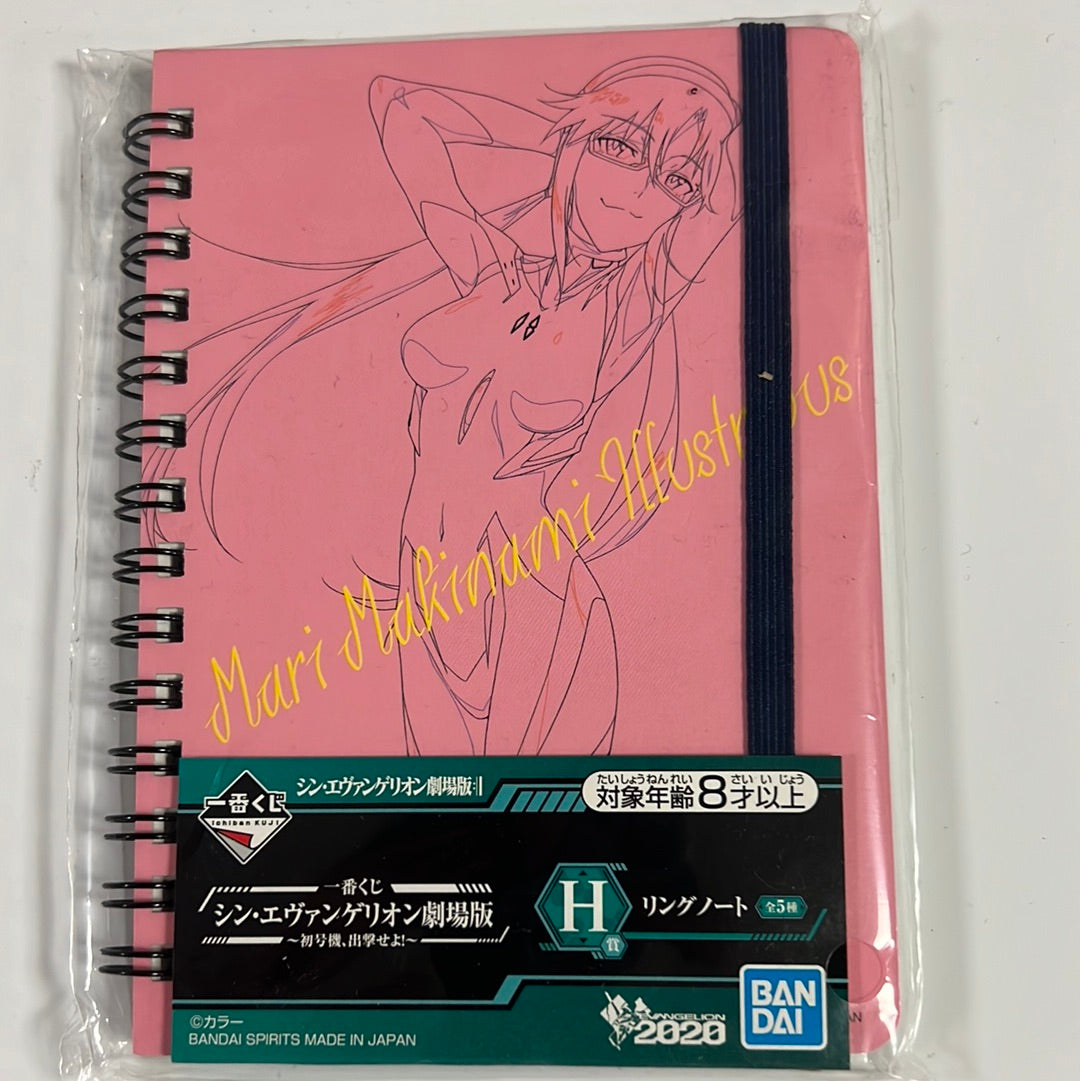 Mari Makinami Illustrous
一番くじ
Ichiban KUJI
シン・エヴァンゲリオン劇場版:||
たいしょうねんれい さいいじょう
対象年齢8才以上
一番くじ
シン・エヴァンゲリオン劇場版
~初号機、出撃せよ!~
H
賞
リングノート 全5種
©カラー
BANDAI SPIRITS MADE IN JAPAN
EVANGELION
2020
BAN
DAI
AN